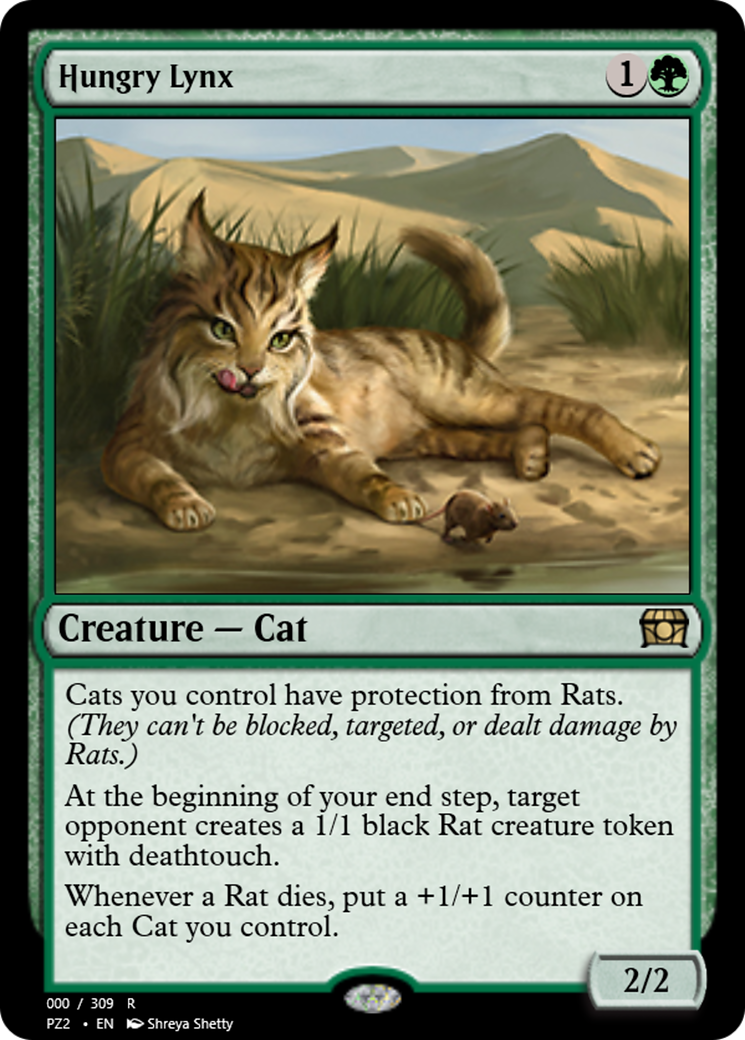 Hungry Lynx 1
Creature — Cat
Cats you control have protection from Rats.
(They can't be blocked, targeted, or dealt damage by
Rats.)
At the beginning of your end step, target
opponent creates a 1/1 black Rat creature token
with deathtouch.
Whenever a Rat dies, put a +1/+1 counter on
each Cat you control.
2/2
000 / 309 R
PZ2 • EN Shreya Shetty